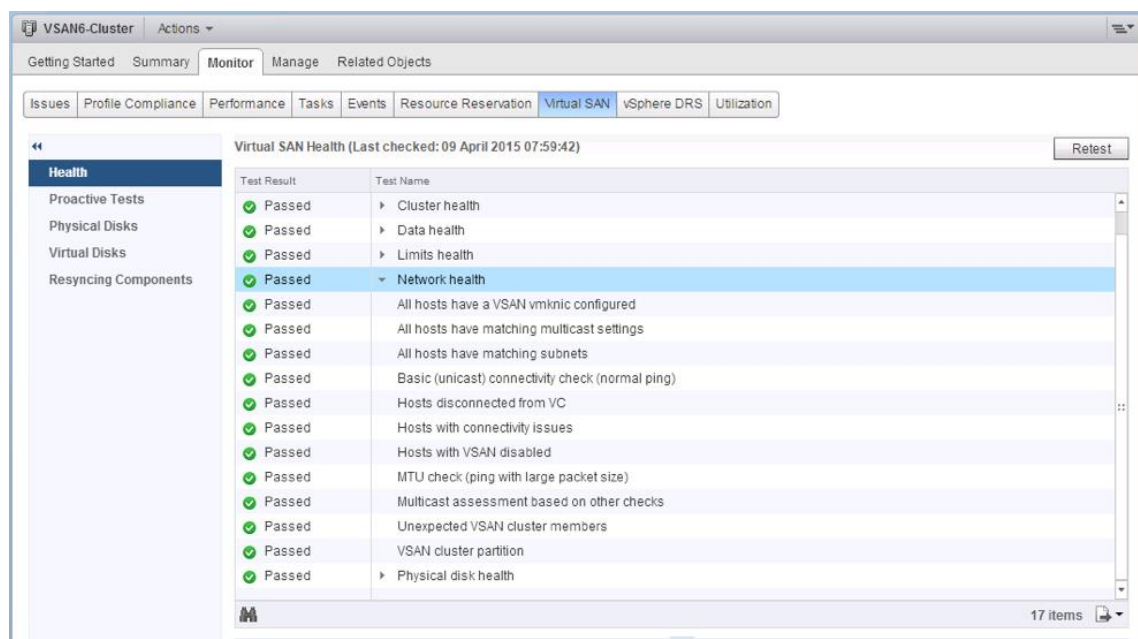 VSAN6-Cluster Actions
Getting Started Summary Monitor Manage Related Objects
Issues Profile Compliance Performance Tasks Events Resource Reservation Virtual SAN vSphere DRS Utilization
Health
Proactive Tests
Physical Disks
Virtual Disks
Resyncing Components
Virtual SAN Health (Last checked: 09 April 2015 07:59:42) Retest
Test Result Test Name
Passed Cluster health
Passed Data health
Passed Limits health
Passed Network health
Passed All hosts have a VSAN vmknic configured
Passed All hosts have matching multicast settings
Passed All hosts have matching subnets
Passed Basic (unicast) connectivity check (normal ping)
Passed Hosts disconnected from VC
Passed Hosts with connectivity issues
Passed Hosts with VSAN disabled
Passed MTU check (ping with large packet size)
Passed Multicast assessment based on other checks
Passed Unexpected VSAN cluster members
Passed VSAN cluster partition
Passed Physical disk health
17 items